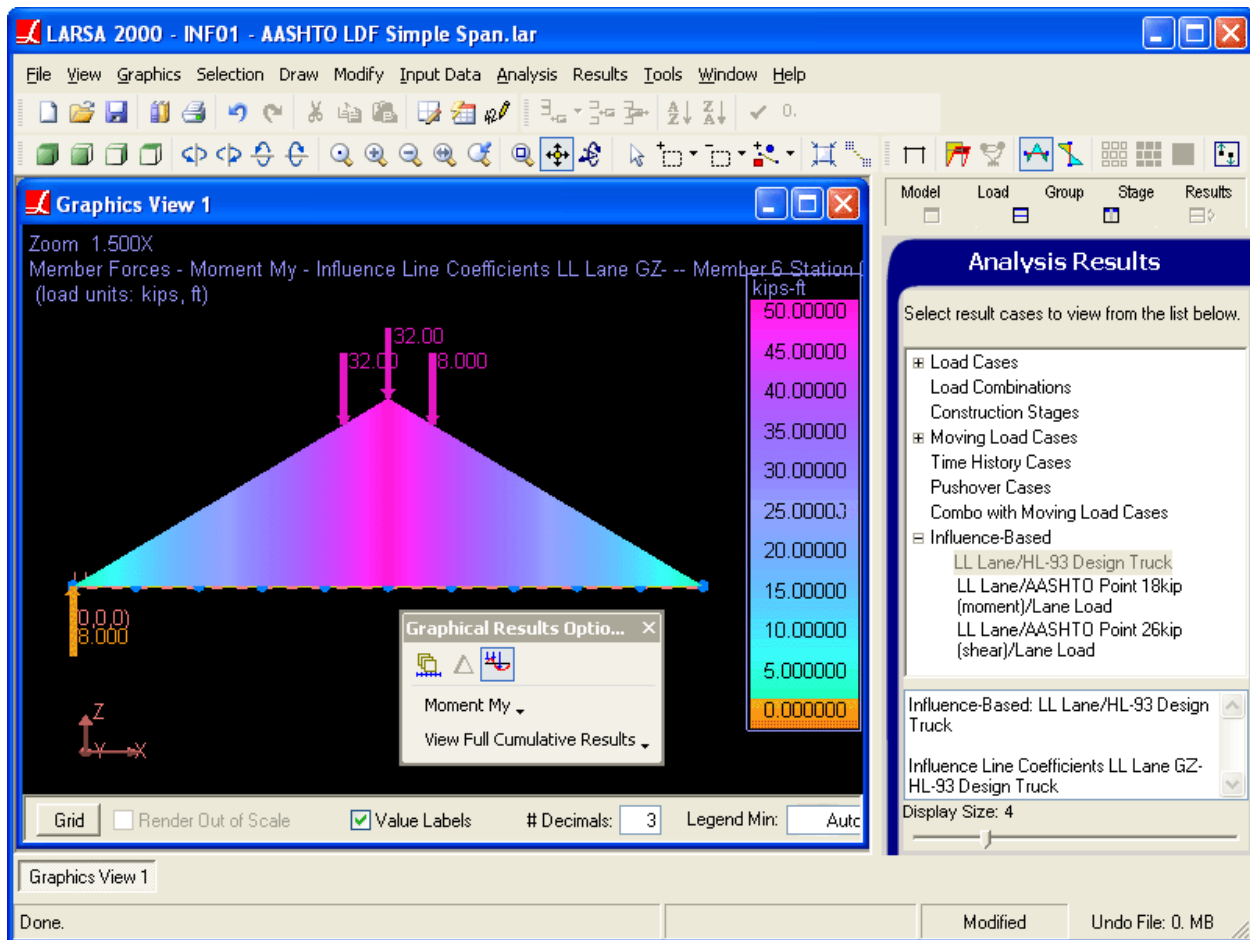 LARSA 2000 - INF01 - AASHTO LDF Simple Span.lar
File View Graphics Selection Draw Modify Input Data Analysis Results Tools Window Help
0.
Graphics View 1
Zoom 1.500X
Member Forces - Moment My - Influence Line Coefficients LL Lane GZ- -- Member 6 Station
(load units: kips, ft)
kips-ft
50.00000
45.00000
40.00000
35.00000
30.00000
25.00000
20.00000
15.00000
10.00000
5.000000
0.000000
32.00
32.00 8.000
0,0,0)
8.000
Z
Y X
Graphical Results Optio...
Moment My
View Full Cumulative Results
Grid Render Out of Scale Value Labels # Decimals: 3 Legend Min: Auto
Model Load Group Stage Results
Analysis Results
Select result cases to view from the list below.
Load Cases
Load Combinations
Construction Stages
Moving Load Cases
Time History Cases
Pushover Cases
Combo with Moving Load Cases
Influence-Based
LL Lane/HL-93 Design Truck
LL Lane/AASHTO Point 18kip
(moment)/Lane Load
LL Lane/AASHTO Point 26kip
(shear)/Lane Load
Influence-Based: LL Lane/HL-93 Design
Truck
Influence Line Coefficients LL Lane GZ-
HL-93 Design Truck
Display Size: 4
Graphics View 1
Done. Modified Undo File: 0. MB